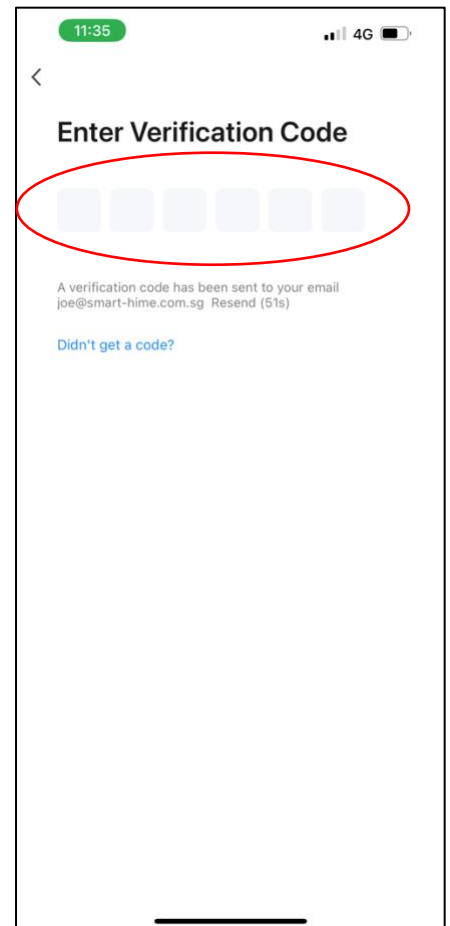 11:35 4G
Enter Verification Code
A verification code has been sent to your email
joe@smart-hime.com.sg Resend (51s)
Didn't get a code?